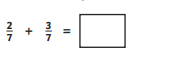 2/7 + 3/7 =